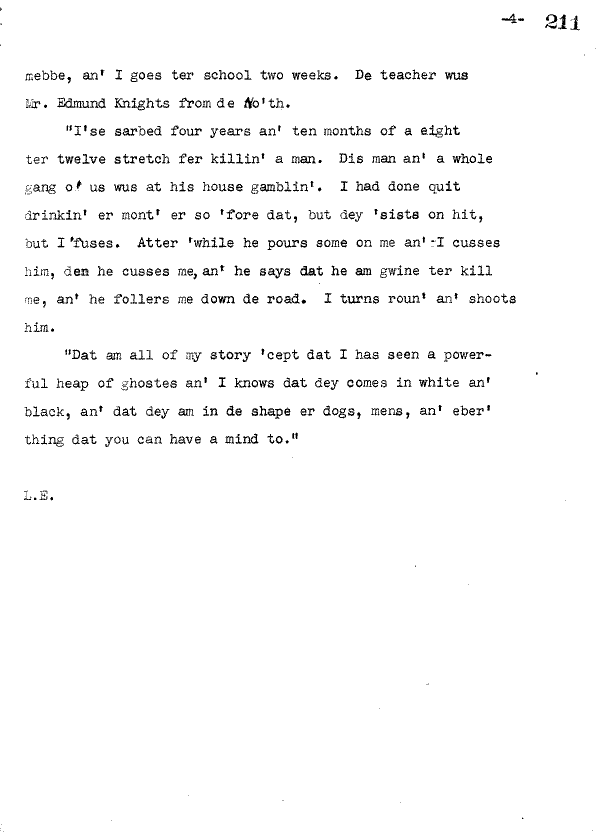 -4- 211
mebbe, an' I goes ter school two weeks. De teacher wus
Mr. Edmund Knights from de No'th.
"I'se sarbed four years an' ten months of a eight
ter twelve stretch fer killin' a man. Dis man an' a whole
gang o' us wus at his house gamblin'. I had done quit
drinkin' er mont' er so 'fore dat, but dey 'sists on hit,
but I 'fuses. Atter 'while he pours some on me an' I cusses
him, den he cusses me, an' he says dat he am gwine ter kill
me, an' he follers me down de road. I turns roun' an' shoots
him.
"Dat am all of my story 'cept dat I has seen a power-
ful heap of ghostes an' I knows dat dey comes in white an'
black, an' dat dey am in de shape er dogs, mens, an' eber'
thing dat you can have a mind to."
L.E.